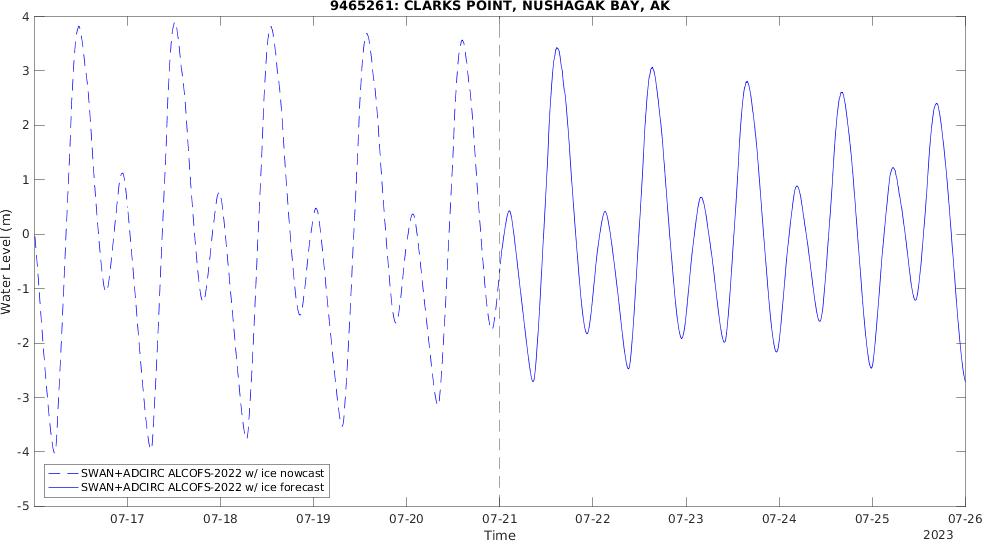 9465261: CLARKS POINT, NUSHAGAK BAY, AK
4
3
2
1
0
-1
-2
-3
-4
-5
Water Level (m)
SWAN+ADCIRC ALCOFS-2022 w/ ice nowcast
SWAN+ADCIRC ALCOFS-2022 w/ ice forecast
07-17 07-18 07-19 07-20 07-21 07-22 07-23 07-24 07-25 07-26
Time
2023